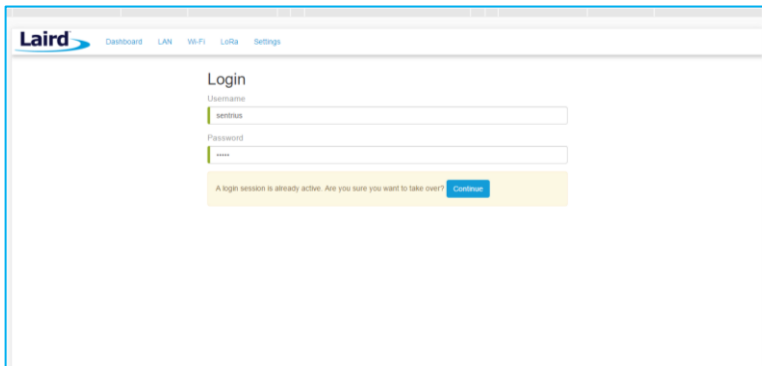 Laird
Dashboard LAN Wi-Fi LoRa Settings
Login
Username
sentrius
Password
•••••
A login session is already active. Are you sure you want to take over? Continue